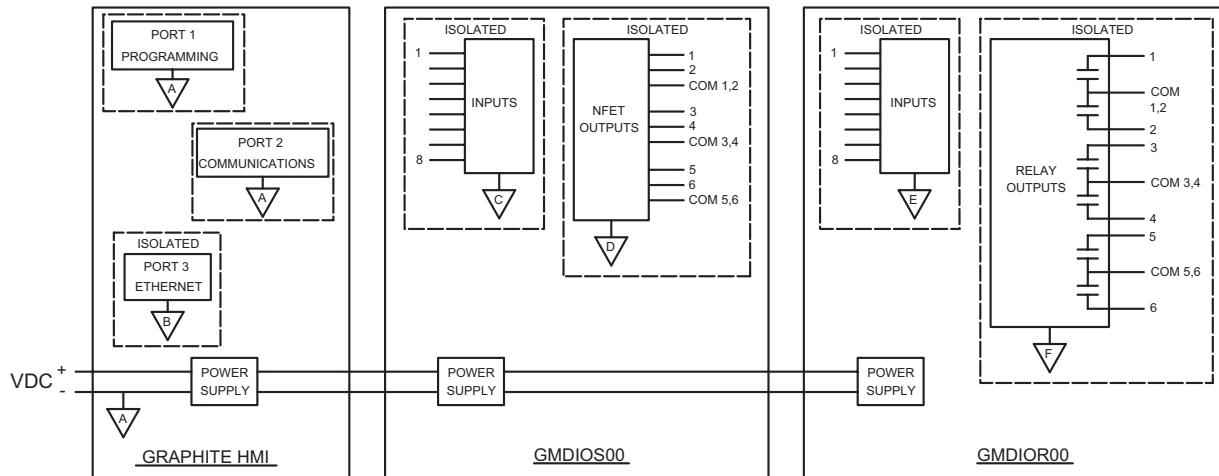 PORT 1
PROGRAMMING
A
PORT 2
COMMUNICATIONS
A
ISOLATED
PORT 3
ETHERNET
B
VDC + -
A
POWER
SUPPLY
GRAPHITE HMI
ISOLATED
1
8
INPUTS
C
ISOLATED
NFET
OUTPUTS
1
2
COM 1,2
3
4
COM 3,4
5
6
COM 5,6
D
POWER
SUPPLY
GMDIOS00
ISOLATED
1
8
INPUTS
E
ISOLATED
RELAY
OUTPUTS
1
COM
1,2
2
3
COM 3,4
4
5
COM 5,6
6
F
POWER
SUPPLY
GMDIOR00